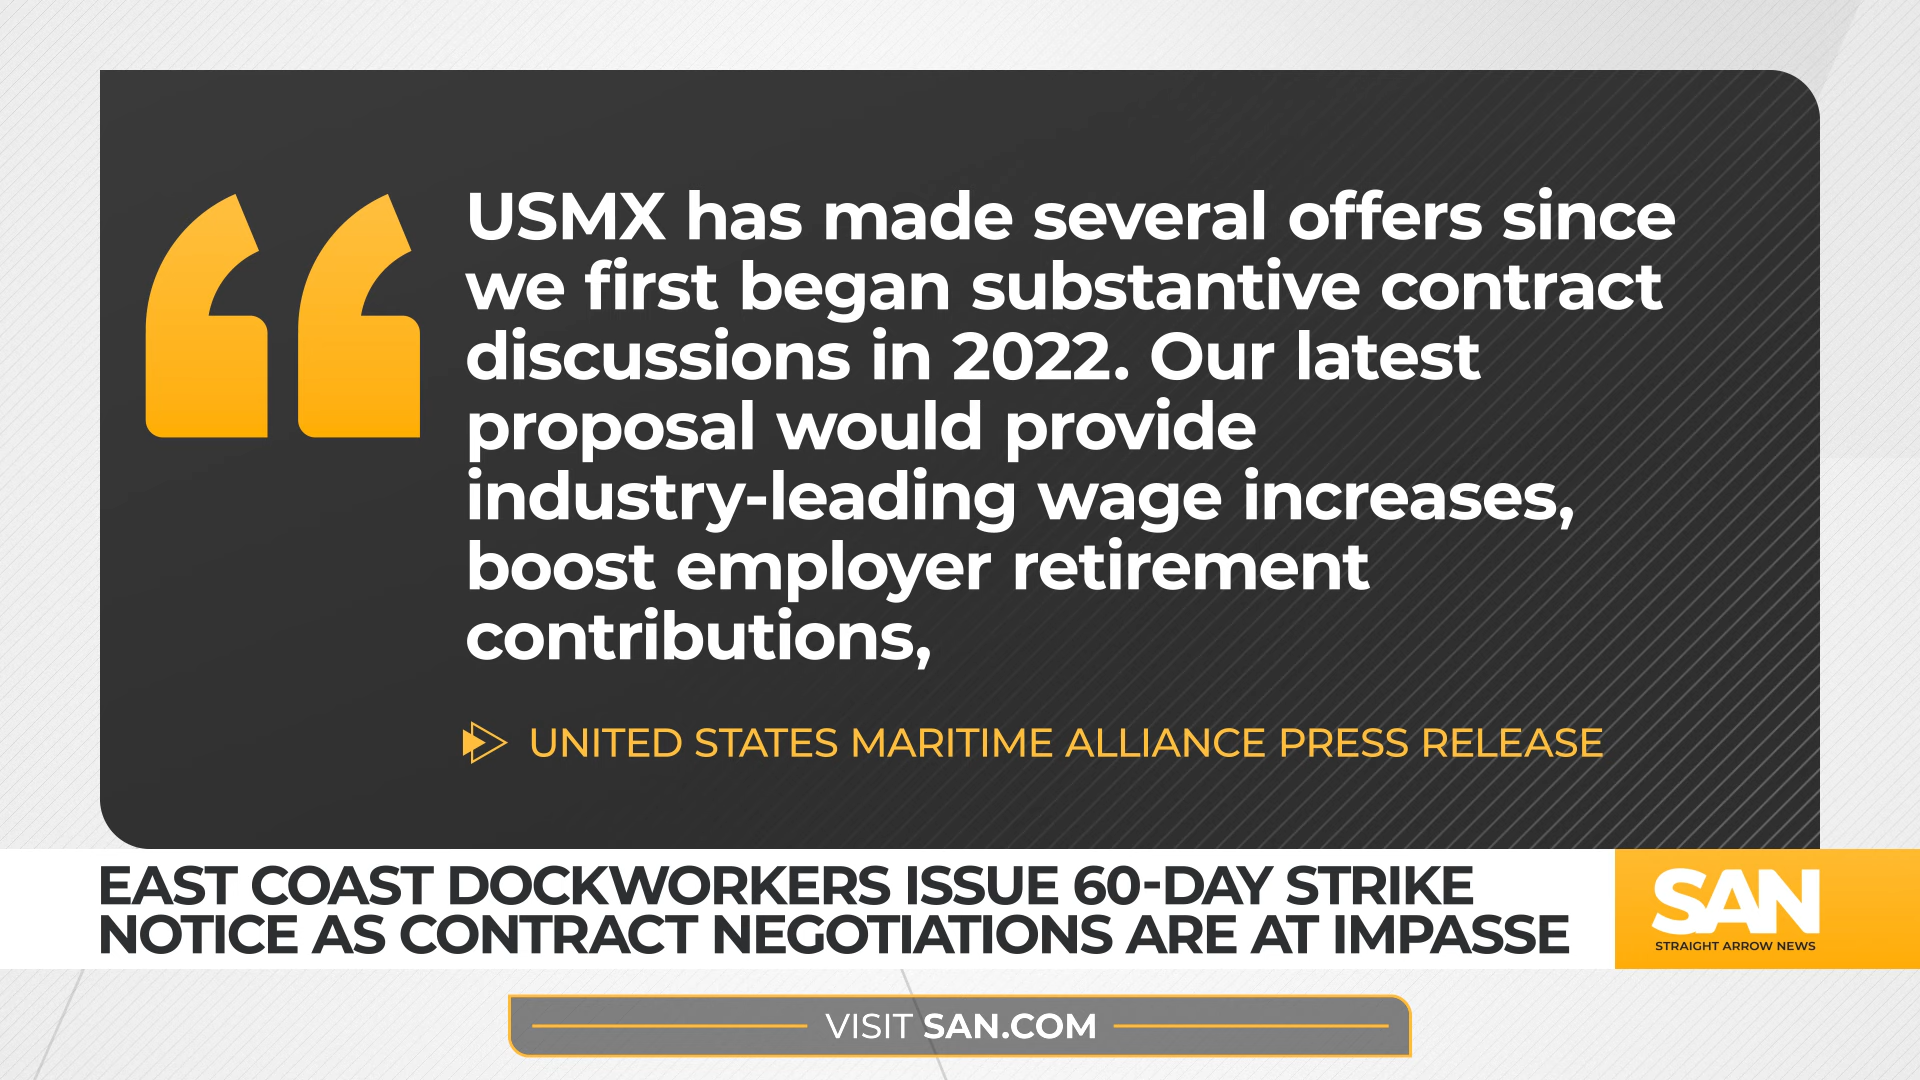 USMX has made several offers since
we first began substantive contract
discussions in 2022. Our latest
proposal would provide
industry-leading wage increases,
boost employer retirement
contributions,
UNITED STATES MARITIME ALLIANCE PRESS RELEASE
EAST COAST DOCKWORKERS ISSUE 60-DAY STRIKE
NOTICE AS CONTRACT NEGOTIATIONS ARE AT IMPASSE
SAN
STRAIGHT ARROW NEWS
VISIT SAN.COM